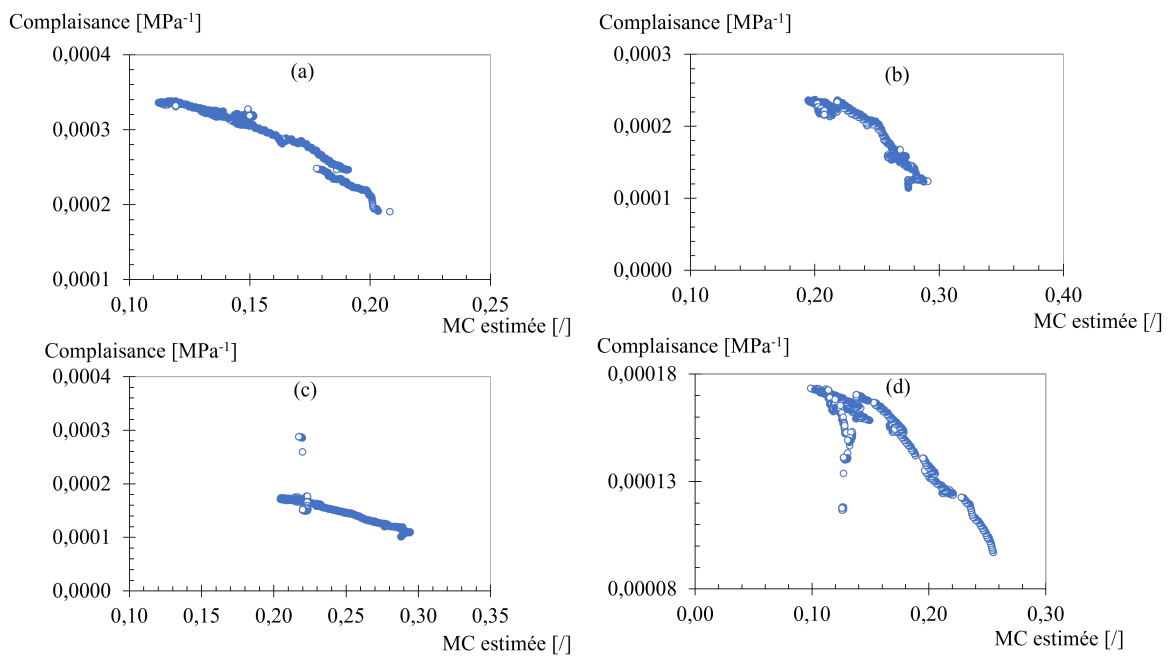 Complaisance [MPa-1]
(a)
0,0004
0,0003
0,0002
0,0001
0,10 0,15 0,20 0,25
MC estimée [/]
Complaisance [MPa-1]
(b)
0,0003
0,0002
0,0001
0,0000
0,10 0,20 0,30 0,40
MC estimée [/]
Complaisance [MPa-1]
(c)
0,0004
0,0003
0,0002
0,0001
0,0000
0,10 0,15 0,20 0,25 0,30 0,35
MC estimée [/]
Complaisance [MPa-1]
(d)
0,00018
0,00013
0,00008
0,00 0,10 0,20 0,30
MC estimée [/]